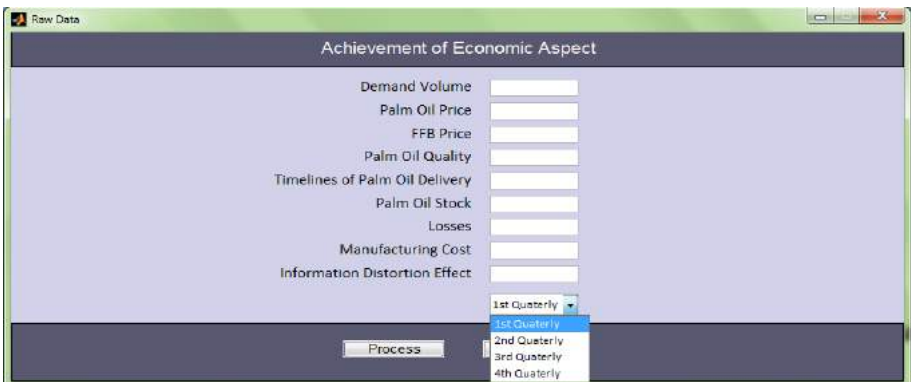 Raw Data
Achievement of Economic Aspect
Demand Volume
Palm Oil Price
FFB Price
Palm Oil Quality
Timelines of Palm Oil Delivery
Palm Oil Stock
Losses
Manufacturing Cost
Information Distortion Effect
1st Quaterly
1st Quaterly
Process
2nd Quaterly
3rd Quaterly
4th Quaterly